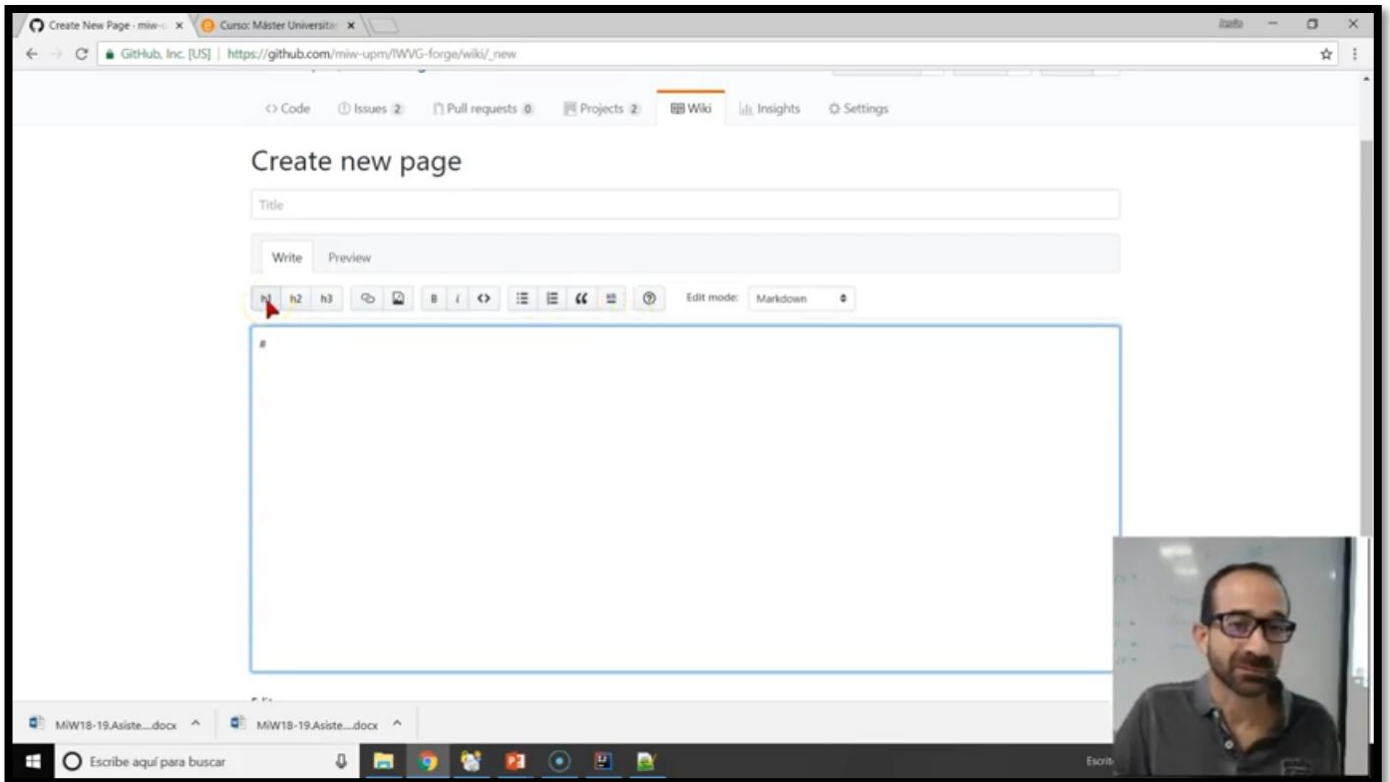 Create New Page · miw-u
Curso: Máster Universitar
GitHub, Inc. [US] | https://github.com/miw-upm/IWVG-forge/wiki/_new
<> Code Issues 2 Pull requests 0 Projects 2 Wiki Insights Settings
Create new page
Title
Write Preview
h1 h2 h3 B i <> Edit mode: Markdown
#
MiW18-19.Asiste....docx MiW18-19.Asiste....docx
Escribe aquí para buscar